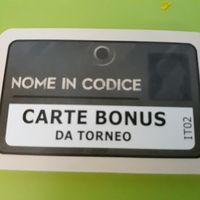 NOME IN CODICE
CARTE BONUS
DA TORNEO
IT02